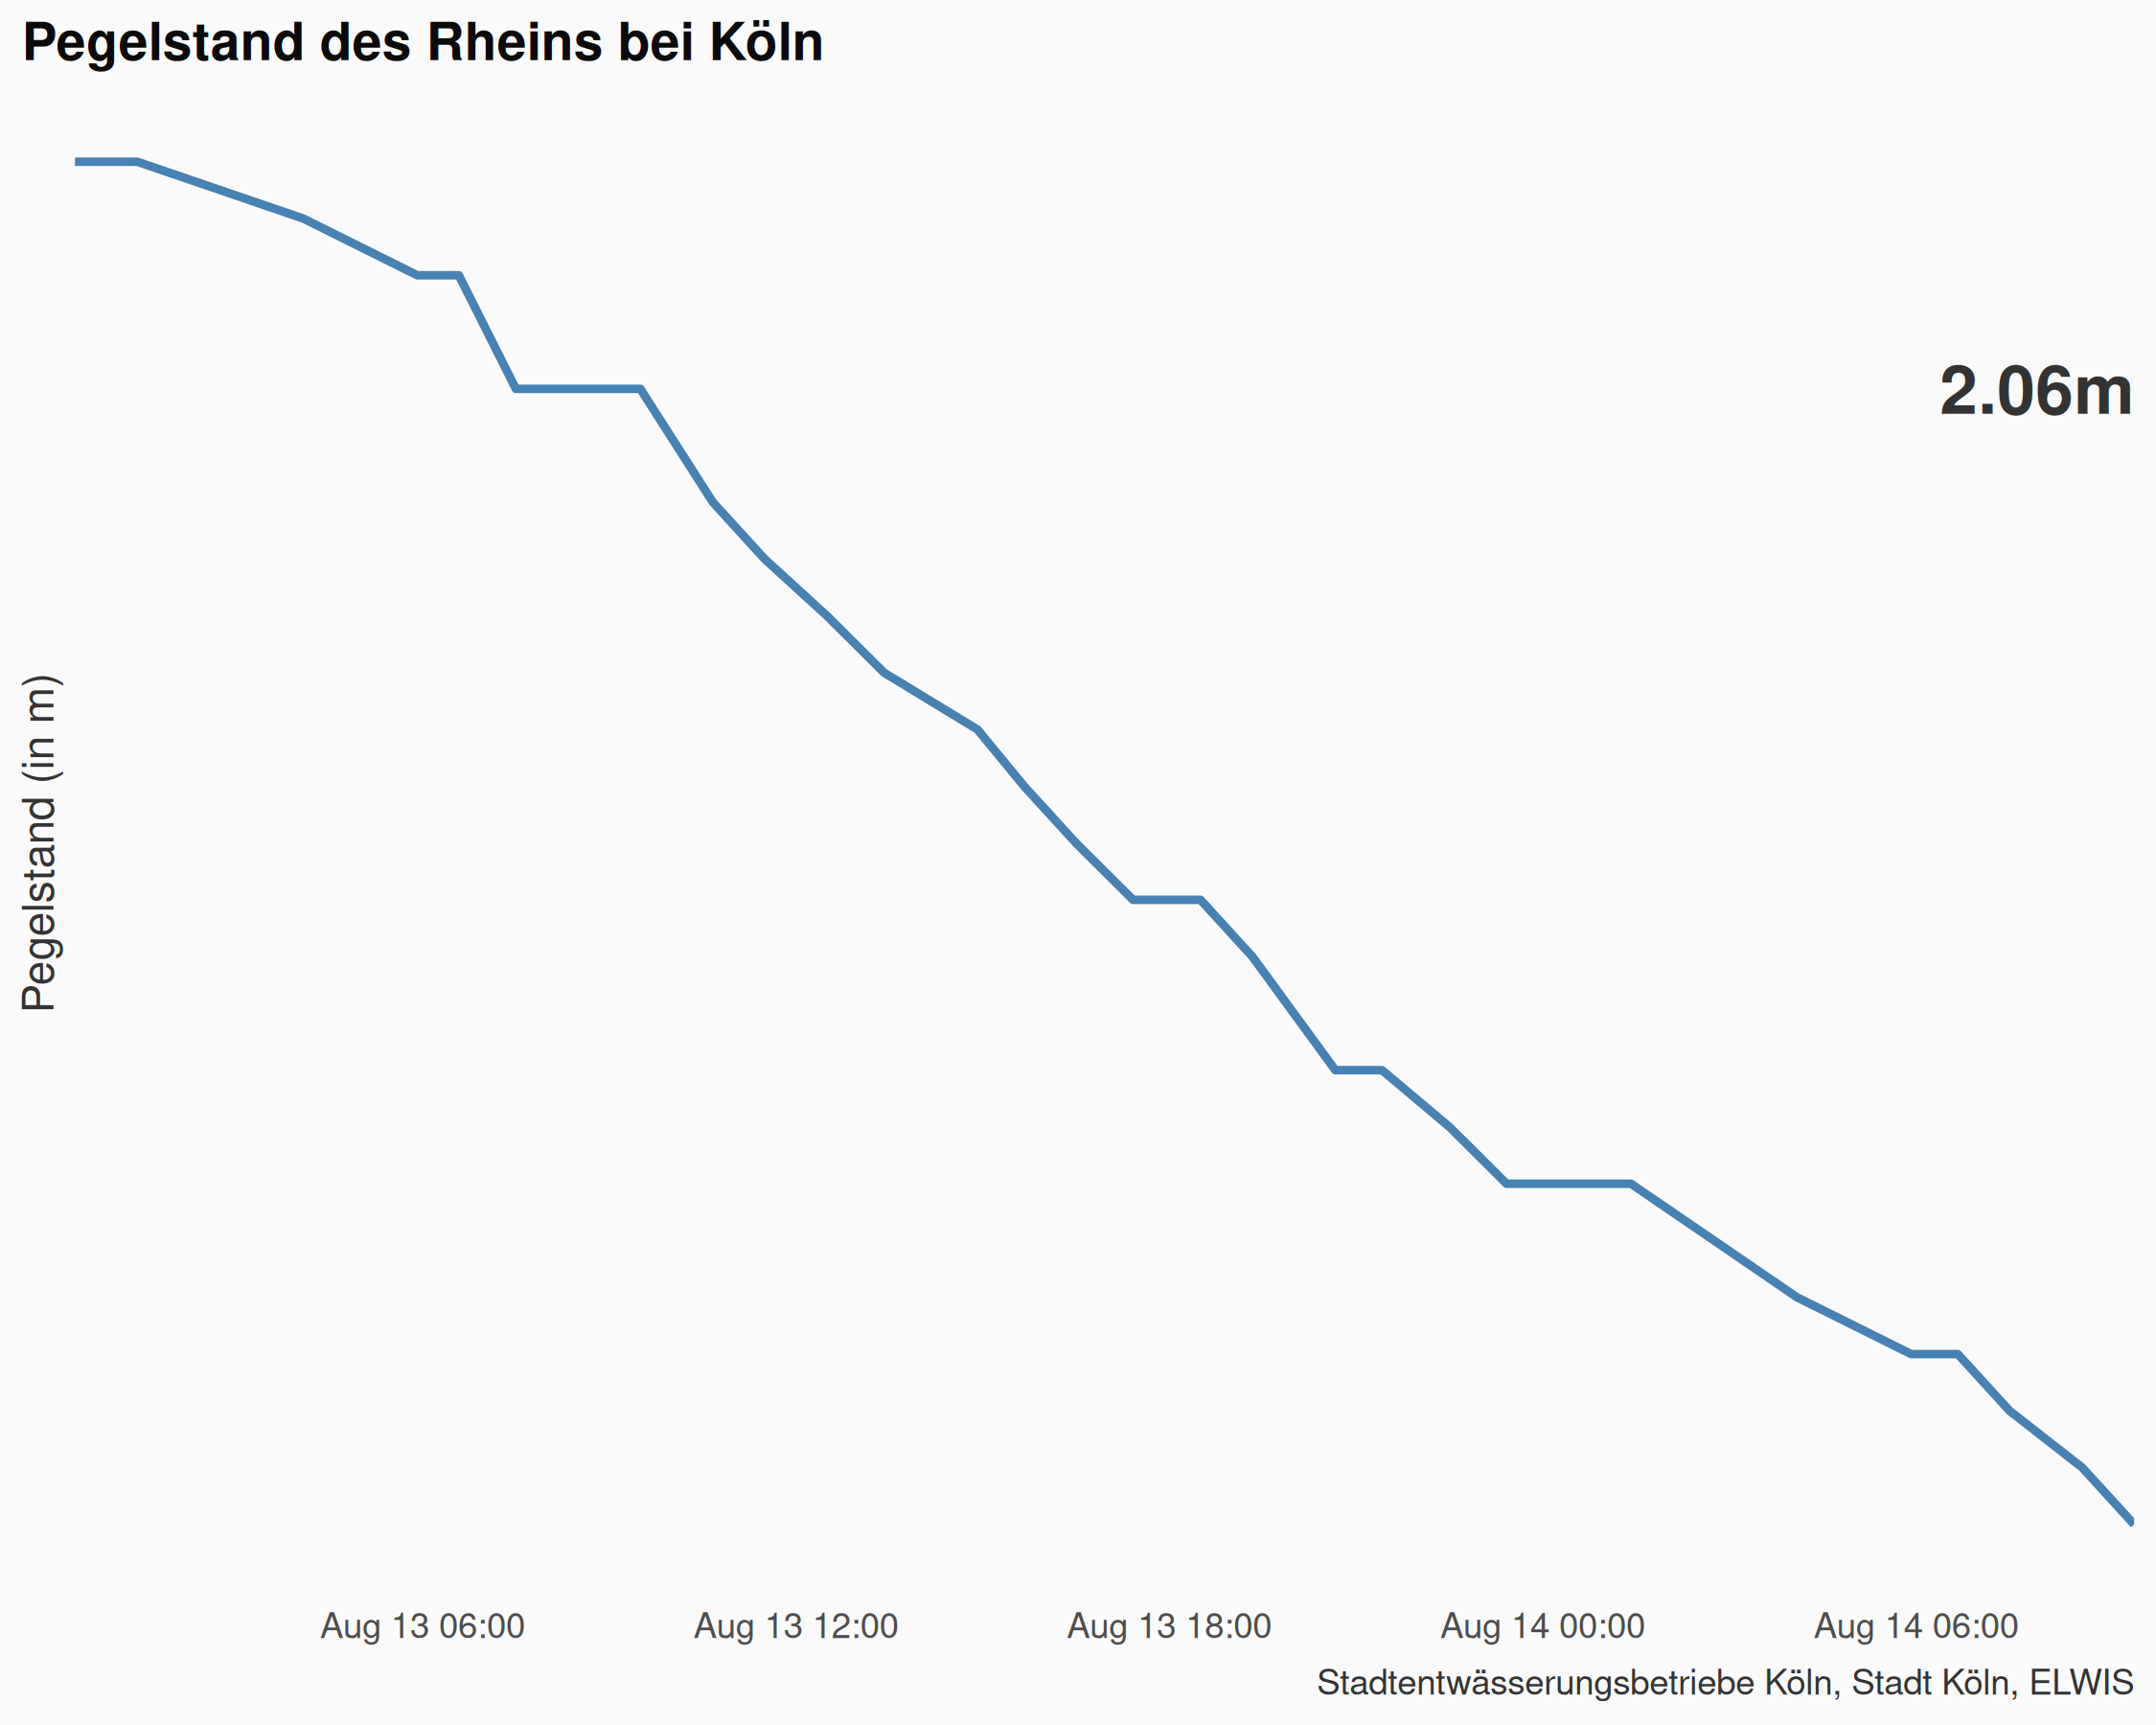 Pegelstand des Rheins bei Köln
2.06m
Pegelstand (in m)
Aug 13 06:00
Aug 13 12:00
Aug 13 18:00
Aug 14 00:00
Aug 14 06:00
Stadtentwässerungsbetriebe Köln, Stadt Köln, ELWIS